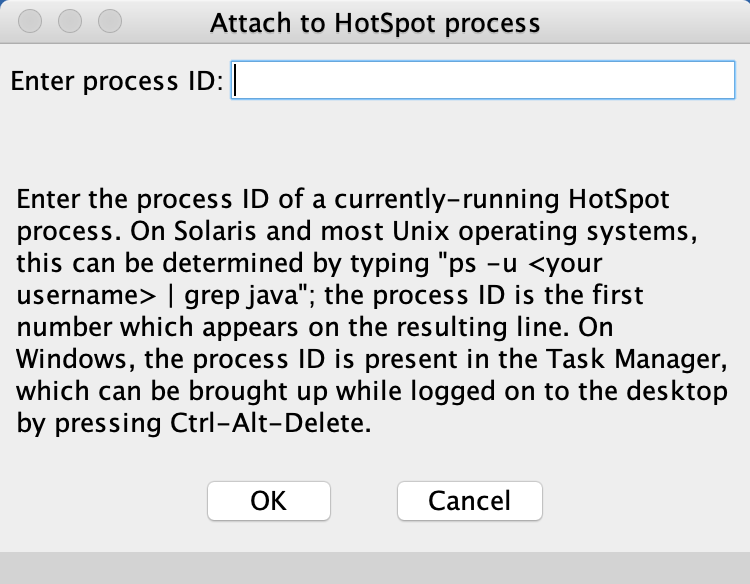 Attach to HotSpot process
Enter process ID:
Enter the process ID of a currently-running HotSpot
process. On Solaris and most Unix operating systems,
this can be determined by typing "ps -u <your
username> | grep java"; the process ID is the first
number which appears on the resulting line. On
Windows, the process ID is present in the Task Manager,
which can be brought up while logged on to the desktop
by pressing Ctrl-Alt-Delete.
OK
Cancel